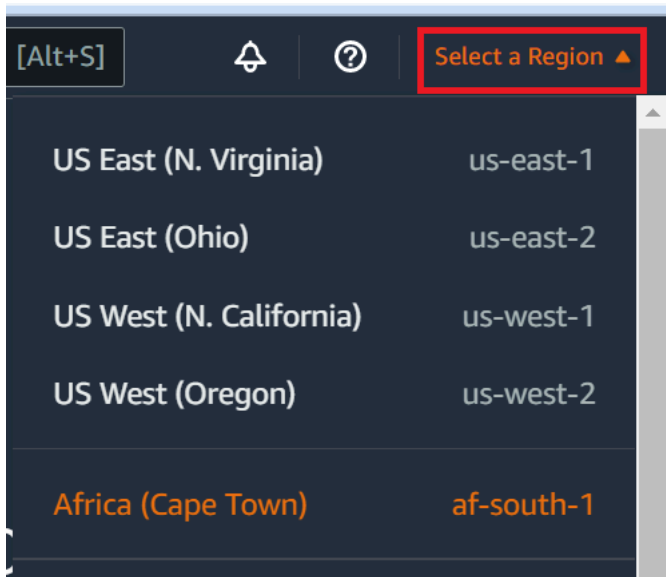 [Alt+S] Select a Region
US East (N. Virginia) us-east-1
US East (Ohio) us-east-2
US West (N. California) us-west-1
US West (Oregon) us-west-2
Africa (Cape Town) af-south-1